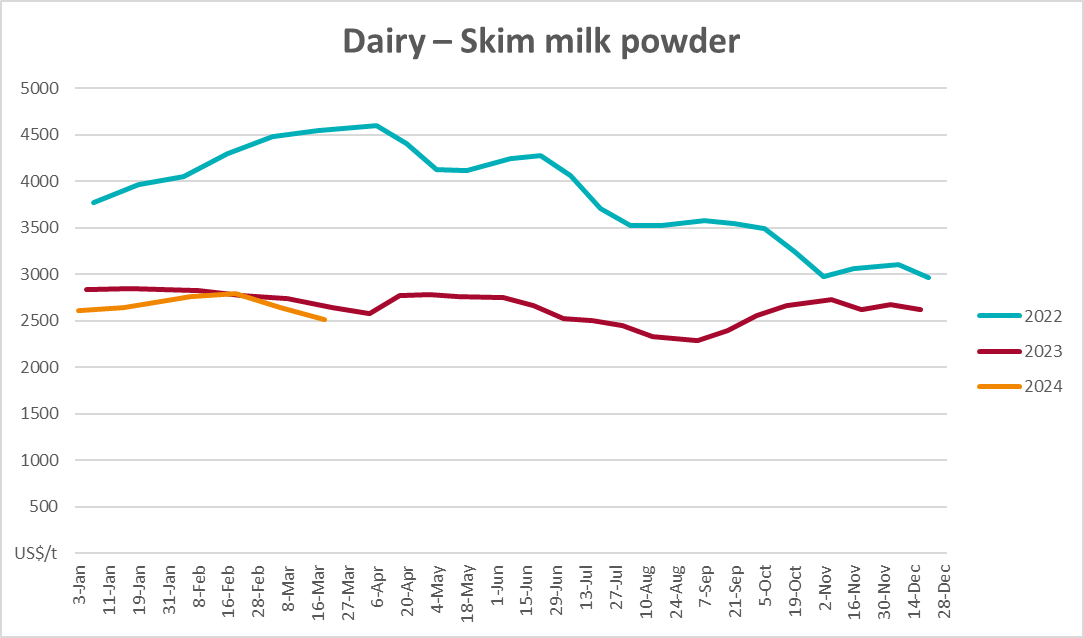 Dairy – Skim milk powder
5000
4500
4000
3500
3000
2500
2000
1500
1000
500
US$/t
3-Jan
11-Jan
19-Jan
31-Jan
8-Feb
16-Feb
28-Feb
8-Mar
16-Mar
27-Mar
6-Apr
20-Apr
4-May
18-May
1-Jun
15-Jun
29-Jun
13-Jul
27-Jul
10-Aug
24-Aug
7-Sep
21-Sep
5-Oct
19-Oct
2-Nov
16-Nov
30-Nov
14-Dec
28-Dec
2022
2023
2024